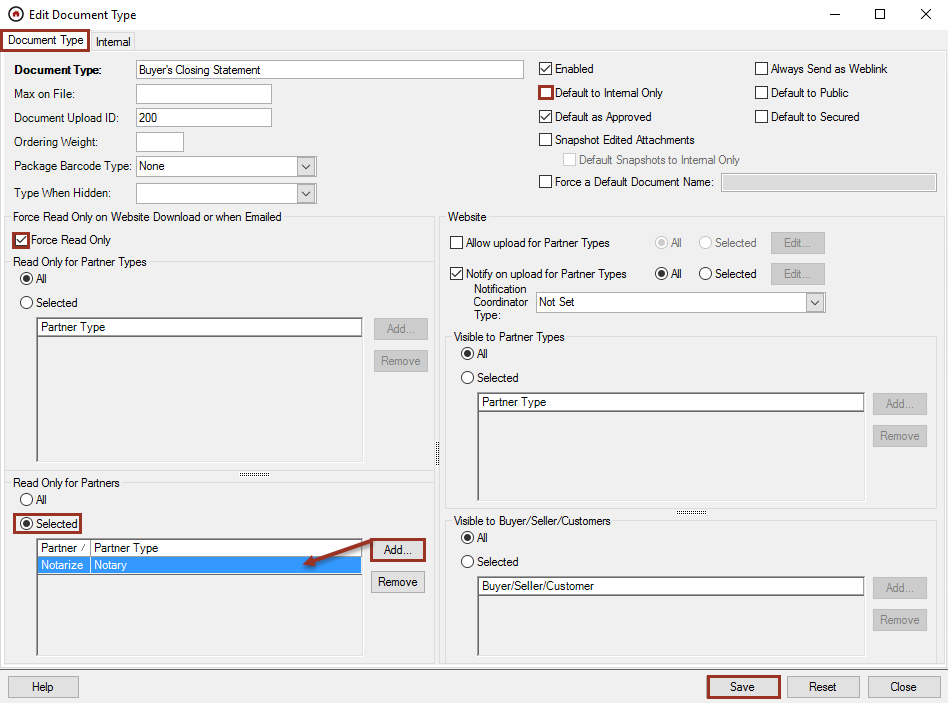 Edit Document Type
Document Type
Internal
Document Type: Buyer's Closing Statement
Max on File:
Document Upload ID: 200
Ordering Weight:
Package Barcode Type: None
Type When Hidden:
Enabled
Default to Internal Only
Default as Approved
Snapshot Edited Attachments
Default Snapshots to Internal Only
Force a Default Document Name:
Always Send as Weblink
Default to Public
Default to Secured
Force Read Only on Website Download or when Emailed
Force Read Only
Read Only for Partner Types
All
Selected
Partner Type
Add...
Remove
Read Only for Partners
All
Selected
Partner Partner Type
Notarize Notary
Add...
Remove
Website
Allow upload for Partner Types All Selected Edit...
Notify on upload for Partner Types All Selected Edit...
Notification
Coordinator
Type:
Not Set
Visible to Partner Types
All
Selected
Partner Type
Add...
Remove
Visible to Buyer/Seller/Customers
All
Selected
Buyer/Seller/Customer
Add...
Remove
Help
Save
Reset
Close